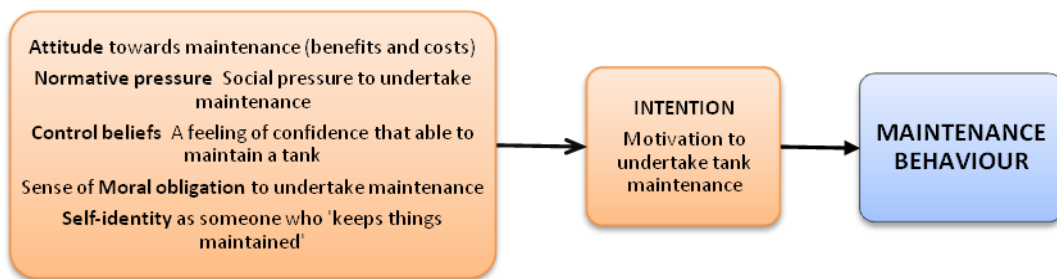 Attitude towards maintenance (benefits and costs)
Normative pressure Social pressure to undertake
maintenance
Control beliefs A feeling of confidence that able to
maintain a tank
Sense of Moral obligation to undertake maintenance
Self-identity as someone who 'keeps things
maintained'
INTENTION
Motivation to
undertake tank
maintenance
MAINTENANCE
BEHAVIOUR